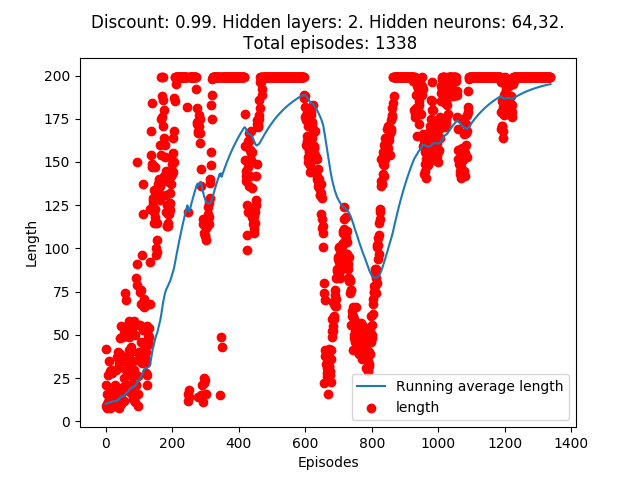 Discount: 0.99. Hidden layers: 2. Hidden neurons: 64,32.
Total episodes: 1338
200
175
150
125
100
75
50
25
0
Length
Running average length
length
0
200
400
600
800
1000
1200
1400
Episodes